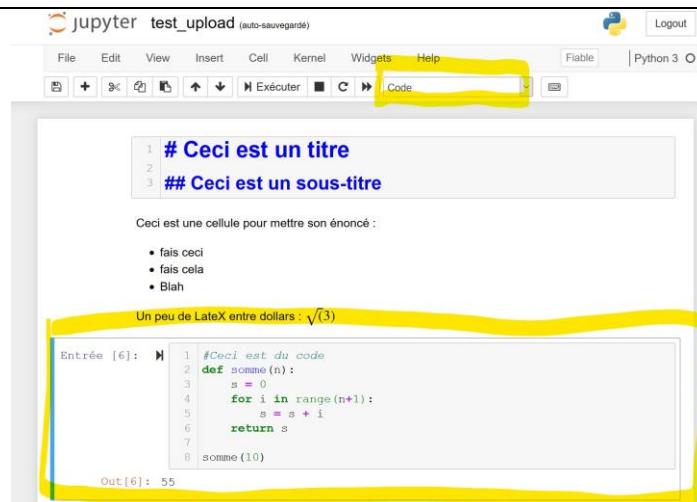 jupyter test_upload (auto-sauvegardé)
Logout
File Edit View Insert Cell Kernel Widgets Help
Fiable Python 3
Exécuter Code
1 # Ceci est un titre
2
3 ## Ceci est un sous-titre
Ceci est une cellule pour mettre son énoncé :
• fais ceci
• fais cela
• Blah
Un peu de LateX entre dollars : √(3)
Entrée [6]:
1 #Ceci est du code
2 def somme(n):
3 s = 0
4 for i in range(n+1):
5 s = s + i
6 return s
7
8 somme(10)
Out[6]: 55